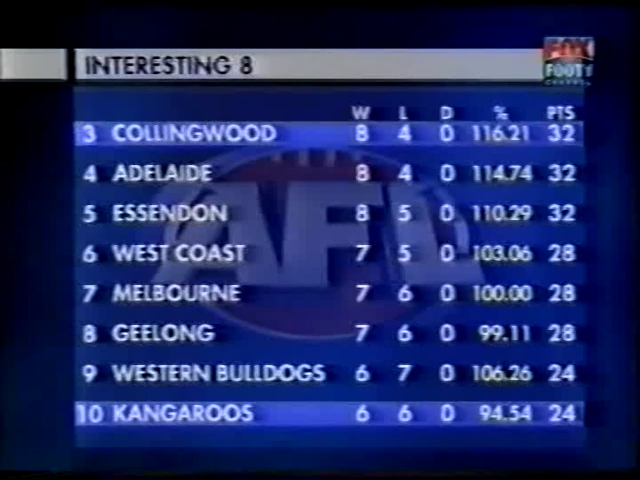 INTERESTING 8
FOX
FOOTY
CHANNEL
W L D % PTS
3 COLLINGWOOD 8 4 0 116.21 32
4 ADELAIDE 8 4 0 114.74 32
5 ESSENDON 8 5 0 110.29 32
6 WEST COAST 7 5 0 103.06 28
7 MELBOURNE 7 6 0 100.00 28
8 GEELONG 7 6 0 99.11 28
9 WESTERN BULLDOGS 6 7 0 106.26 24
10 KANGAROOS 6 6 0 94.54 24
AFL